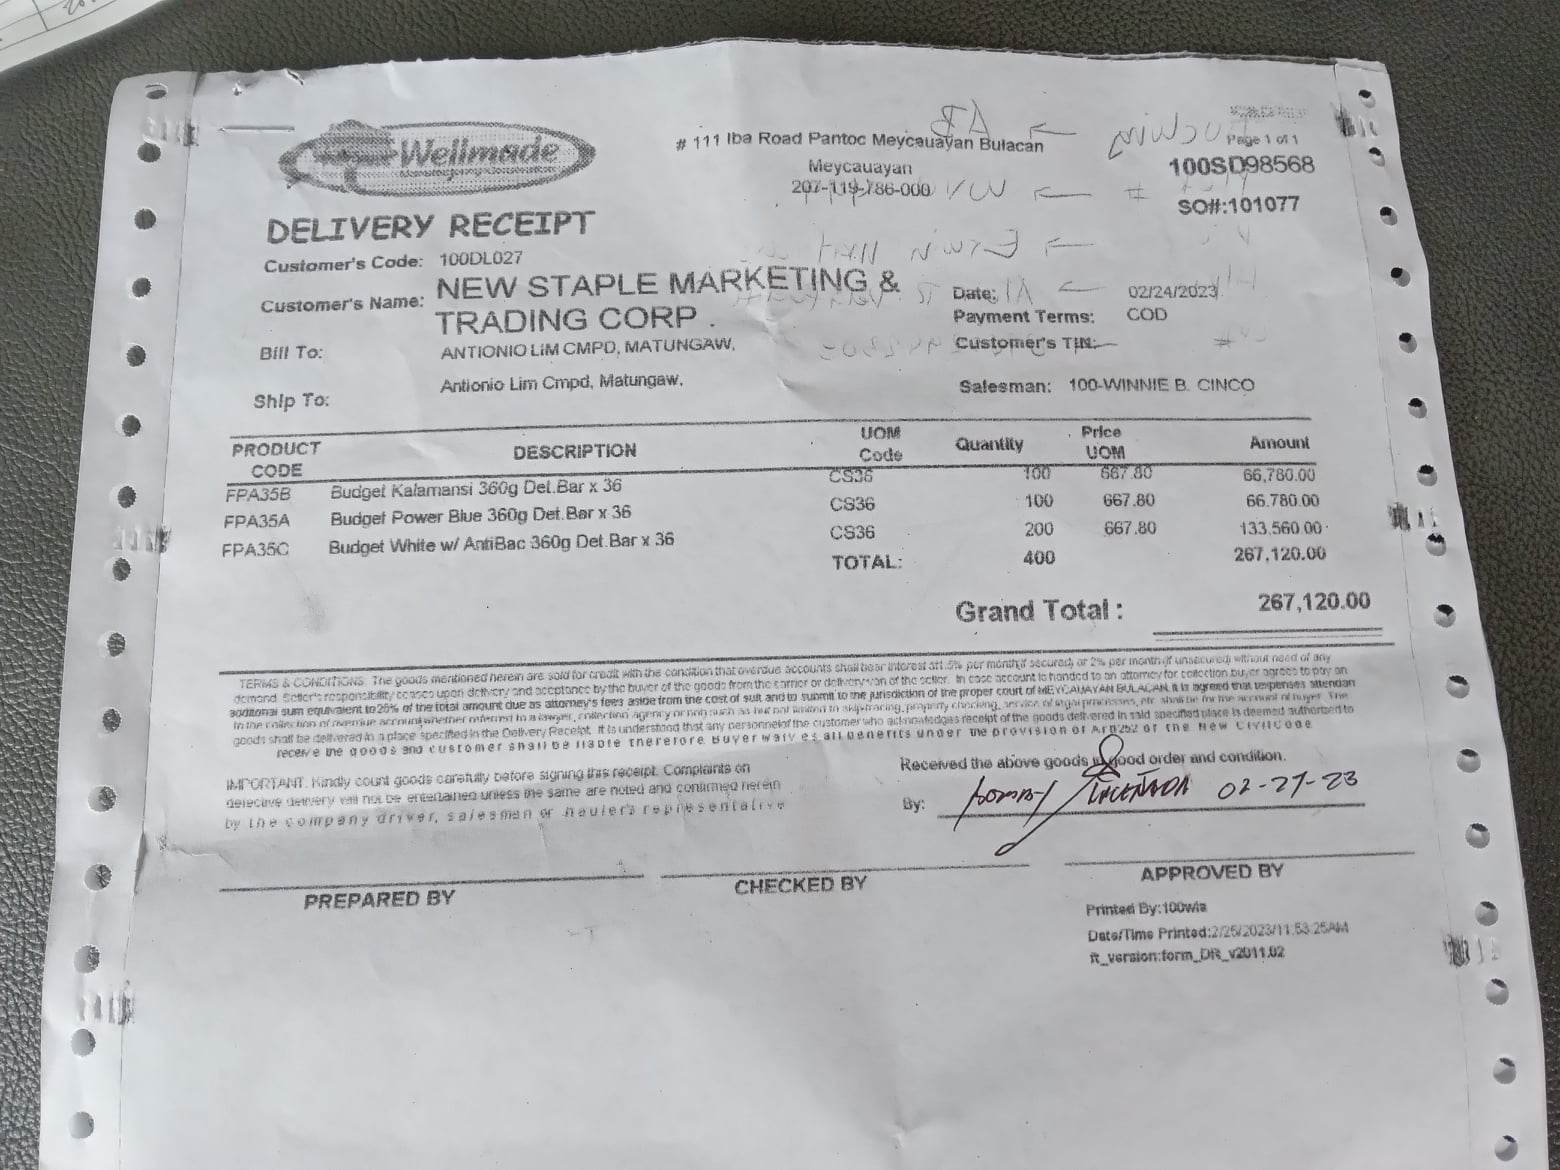 Wellmade
# 111 Iba Road Pantoc Meycauayan Bulacan
Meycauayan
207-119-786-000
Page 1 of 1
100SD98568
SO#:101077
DELIVERY RECEIPT
Customer's Code: 100DL027
Customer's Name: NEW STAPLE MARKETING &
TRADING CORP .
Date: 02/24/2023
Payment Terms: COD
Bill To: ANTIONIO LIM CMPD, MATUNGAW,
Customer's TIN:
Ship To: Antionio Lim Cmpd, Matungaw,
Salesman: 100-WINNIE B. CINCO
PRODUCT CODE DESCRIPTION UOM Code Quantity Price UOM Amount
FPA35B Budget Kalamansi 360g Det.Bar x 36 CS36 100 667.80 66,780.00
FPA35A Budget Power Blue 360g Det.Bar x 36 CS36 100 667.80 66,780.00
FPA35C Budget White w/ AntiBac 360g Det.Bar x 36 CS36 200 667.80 133,560.00
TOTAL: 400 267,120.00
Grand Total : 267,120.00
TERMS & CONDITIONS: The goods mentioned herein are sold for credit with the condition that overdue accounts shall bear interest at1.5% per month(if secured) or 2% per month(if unsecured) without need of any
demand. Seller's responsibility ceases upon delivery and acceptance by the buyer of the goods from the carrier or delivery van of the seller. In case account is handed to an attorney for collection buyer agrees to pay an
additional sum equivalent to 25% of the total amount due as attorney's fees aside from the cost of suit and to submit to the jurisdiction of the proper court of MEYCAUAYAN BULACAN. It is agreed that
in the collection of overdue account whether referred to a lawyer, collection agency or not such as but not limited to skiptracing, property checking, service of legal processes, etc. shall be for the account of buyer. The
goods shall be delivered in a place specified in the Delivery Receipt. It is understood that any personnel of the customer who acknowledges receipt of the goods delivered in said specified place is deemed authorized to
receive the goods and customer shall be liable therefore Buyer waives all benefits under the provision of Art252 of the New CivilCode
IMPORTANT. Kindly count goods carefully before signing this receipt. Complaints on
defective delivery will not be entertained unless the same are noted and confirmed herein
by the company driver, salesman or hauler's representative
Received the above goods in good order and condition.
By: 02-27-23
PREPARED BY
CHECKED BY
APPROVED BY
Printed By:100wla
Date/Time Printed:2/25/2023/11:53:25AM
ft_version:form_DR_v2011.02